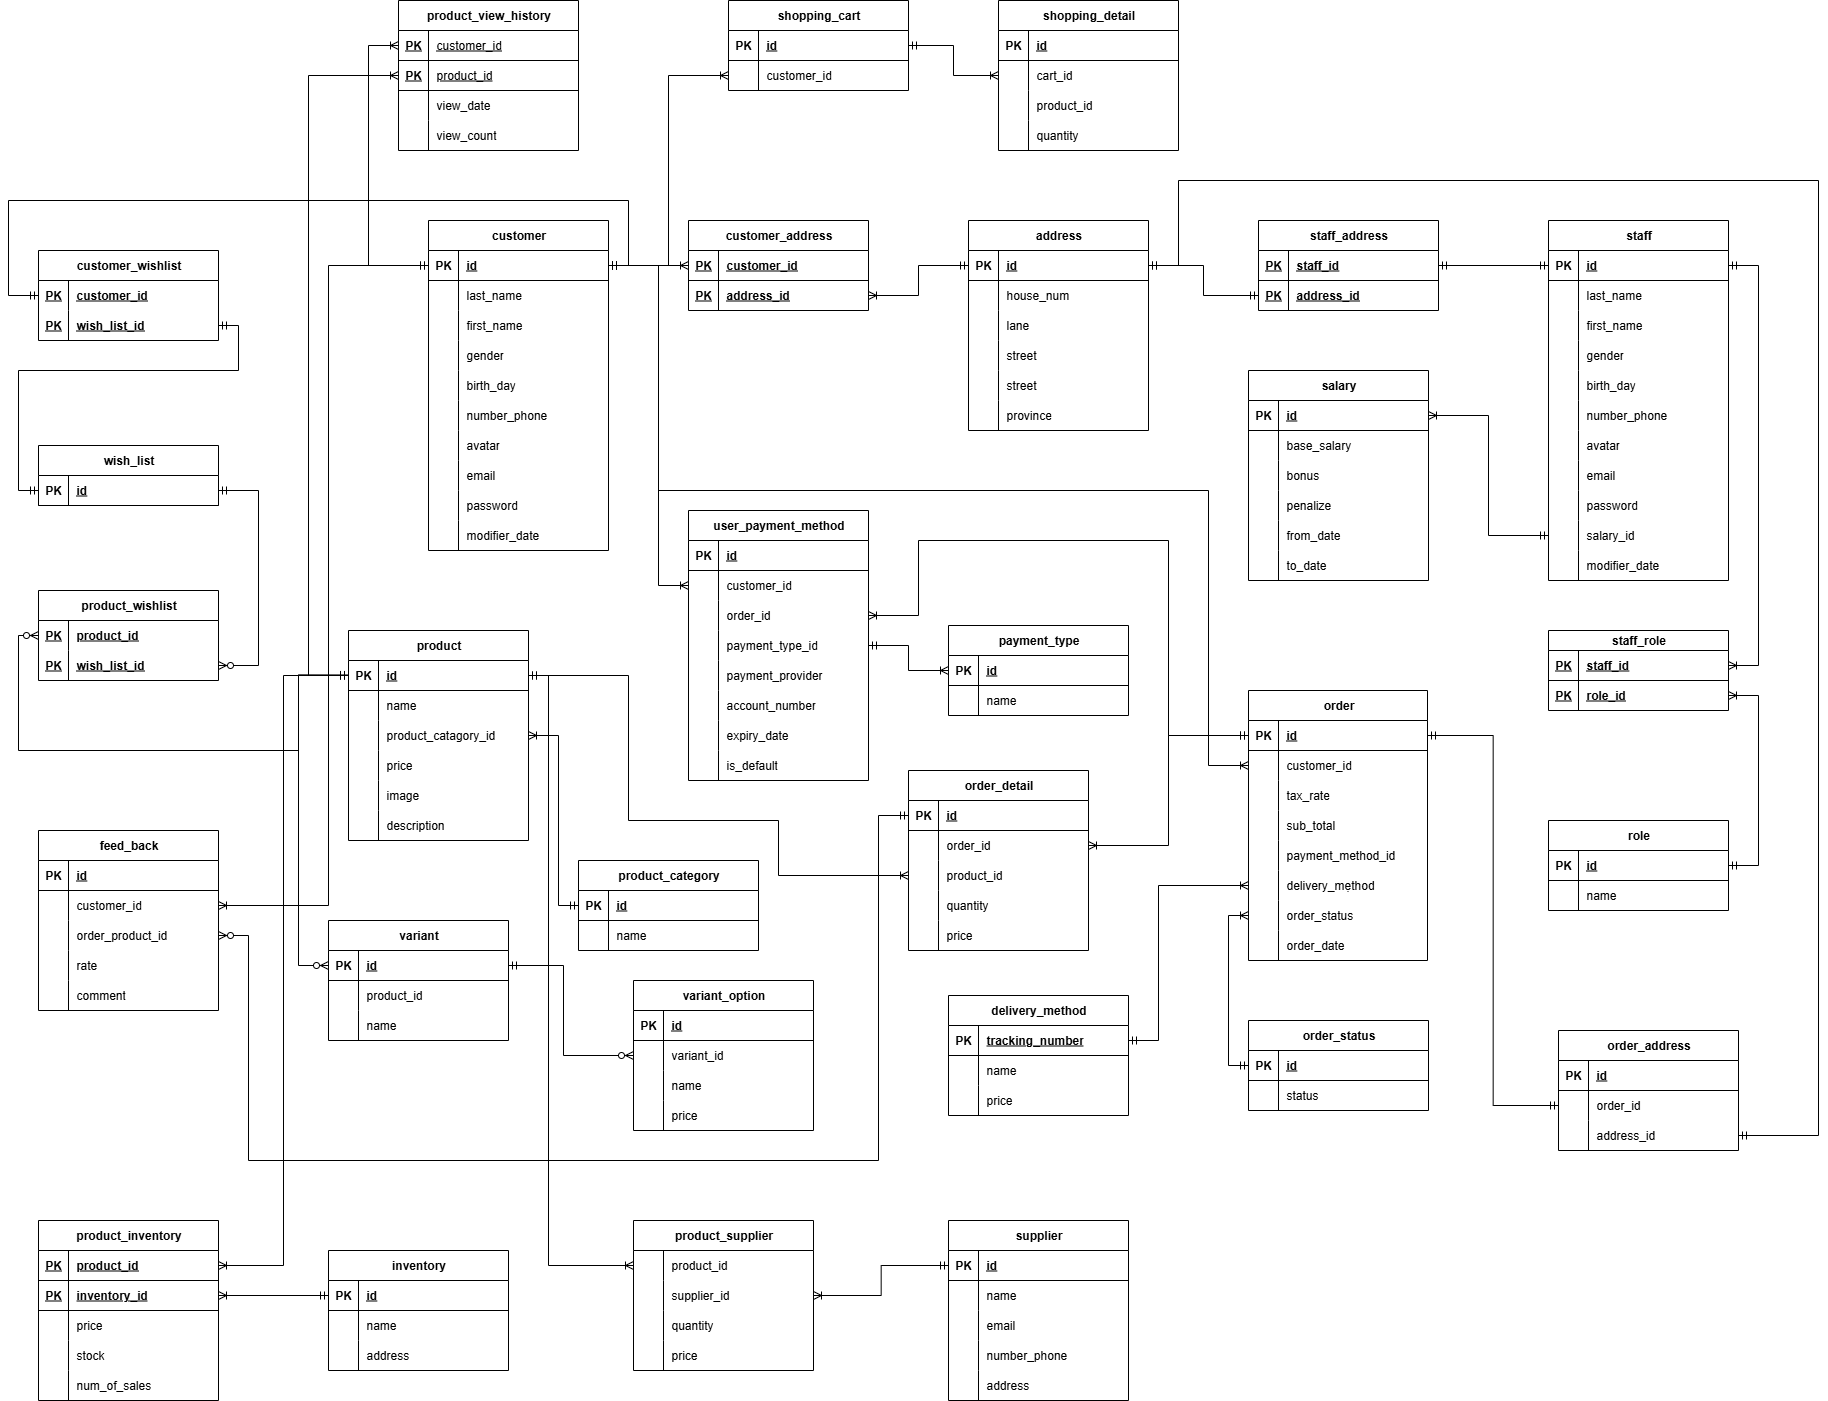 product_view_history
PK customer_id
PK product_id
view_date
view_count
shopping_cart
PK id
customer_id
shopping_detail
PK id
cart_id
product_id
quantity
customer_wishlist
PK customer_id
PK wish_list_id
customer
PK id
last_name
first_name
gender
birth_day
number_phone
avatar
email
password
modifier_date
customer_address
PK customer_id
PK address_id
address
PK id
house_num
lane
street
street
province
staff_address
PK staff_id
PK address_id
staff
PK id
last_name
first_name
gender
birth_day
number_phone
avatar
email
password
salary_id
modifier_date
salary
PK id
base_salary
bonus
penalize
from_date
to_date
wish_list
PK id
user_payment_method
PK id
customer_id
order_id
payment_type_id
payment_provider
account_number
expiry_date
is_default
product_wishlist
PK product_id
PK wish_list_id
product
PK id
name
product_catagory_id
price
image
description
payment_type
PK id
name
staff_role
PK staff_id
PK role_id
order
PK id
customer_id
tax_rate
sub_total
payment_method_id
delivery_method
order_status
order_date
order_detail
PK id
order_id
product_id
quantity
price
role
PK id
name
feed_back
PK id
customer_id
order_product_id
rate
comment
product_category
PK id
name
variant
PK id
product_id
name
variant_option
PK id
variant_id
name
price
delivery_method
PK tracking_number
name
price
order_status
PK id
status
order_address
PK id
order_id
address_id
product_inventory
PK product_id
PK inventory_id
price
stock
num_of_sales
inventory
PK id
name
address
product_supplier
product_id
supplier_id
quantity
price
supplier
PK id
name
email
number_phone
address